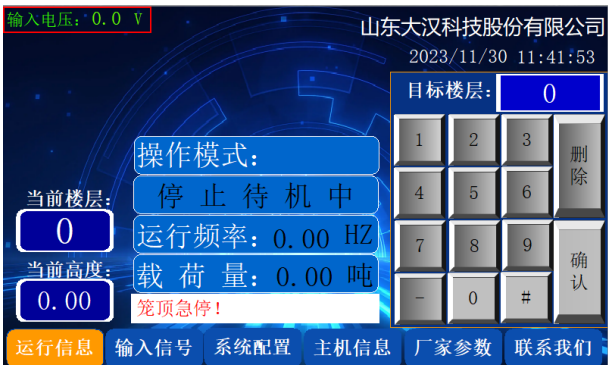 输入电压: 0.0 V
山东大汉科技股份有限公司
2023/11/30 11:41:53
目标楼层: 0
1 2 3 删除
4 5 6
7 8 9 确认
- 0 #
操作模式:
停止待机中
运行频率: 0.00 HZ
载荷量: 0.00 吨
笼顶急停!
当前楼层:
0
当前高度:
0.00
运行信息 输入信号 系统配置 主机信息 厂家参数 联系我们